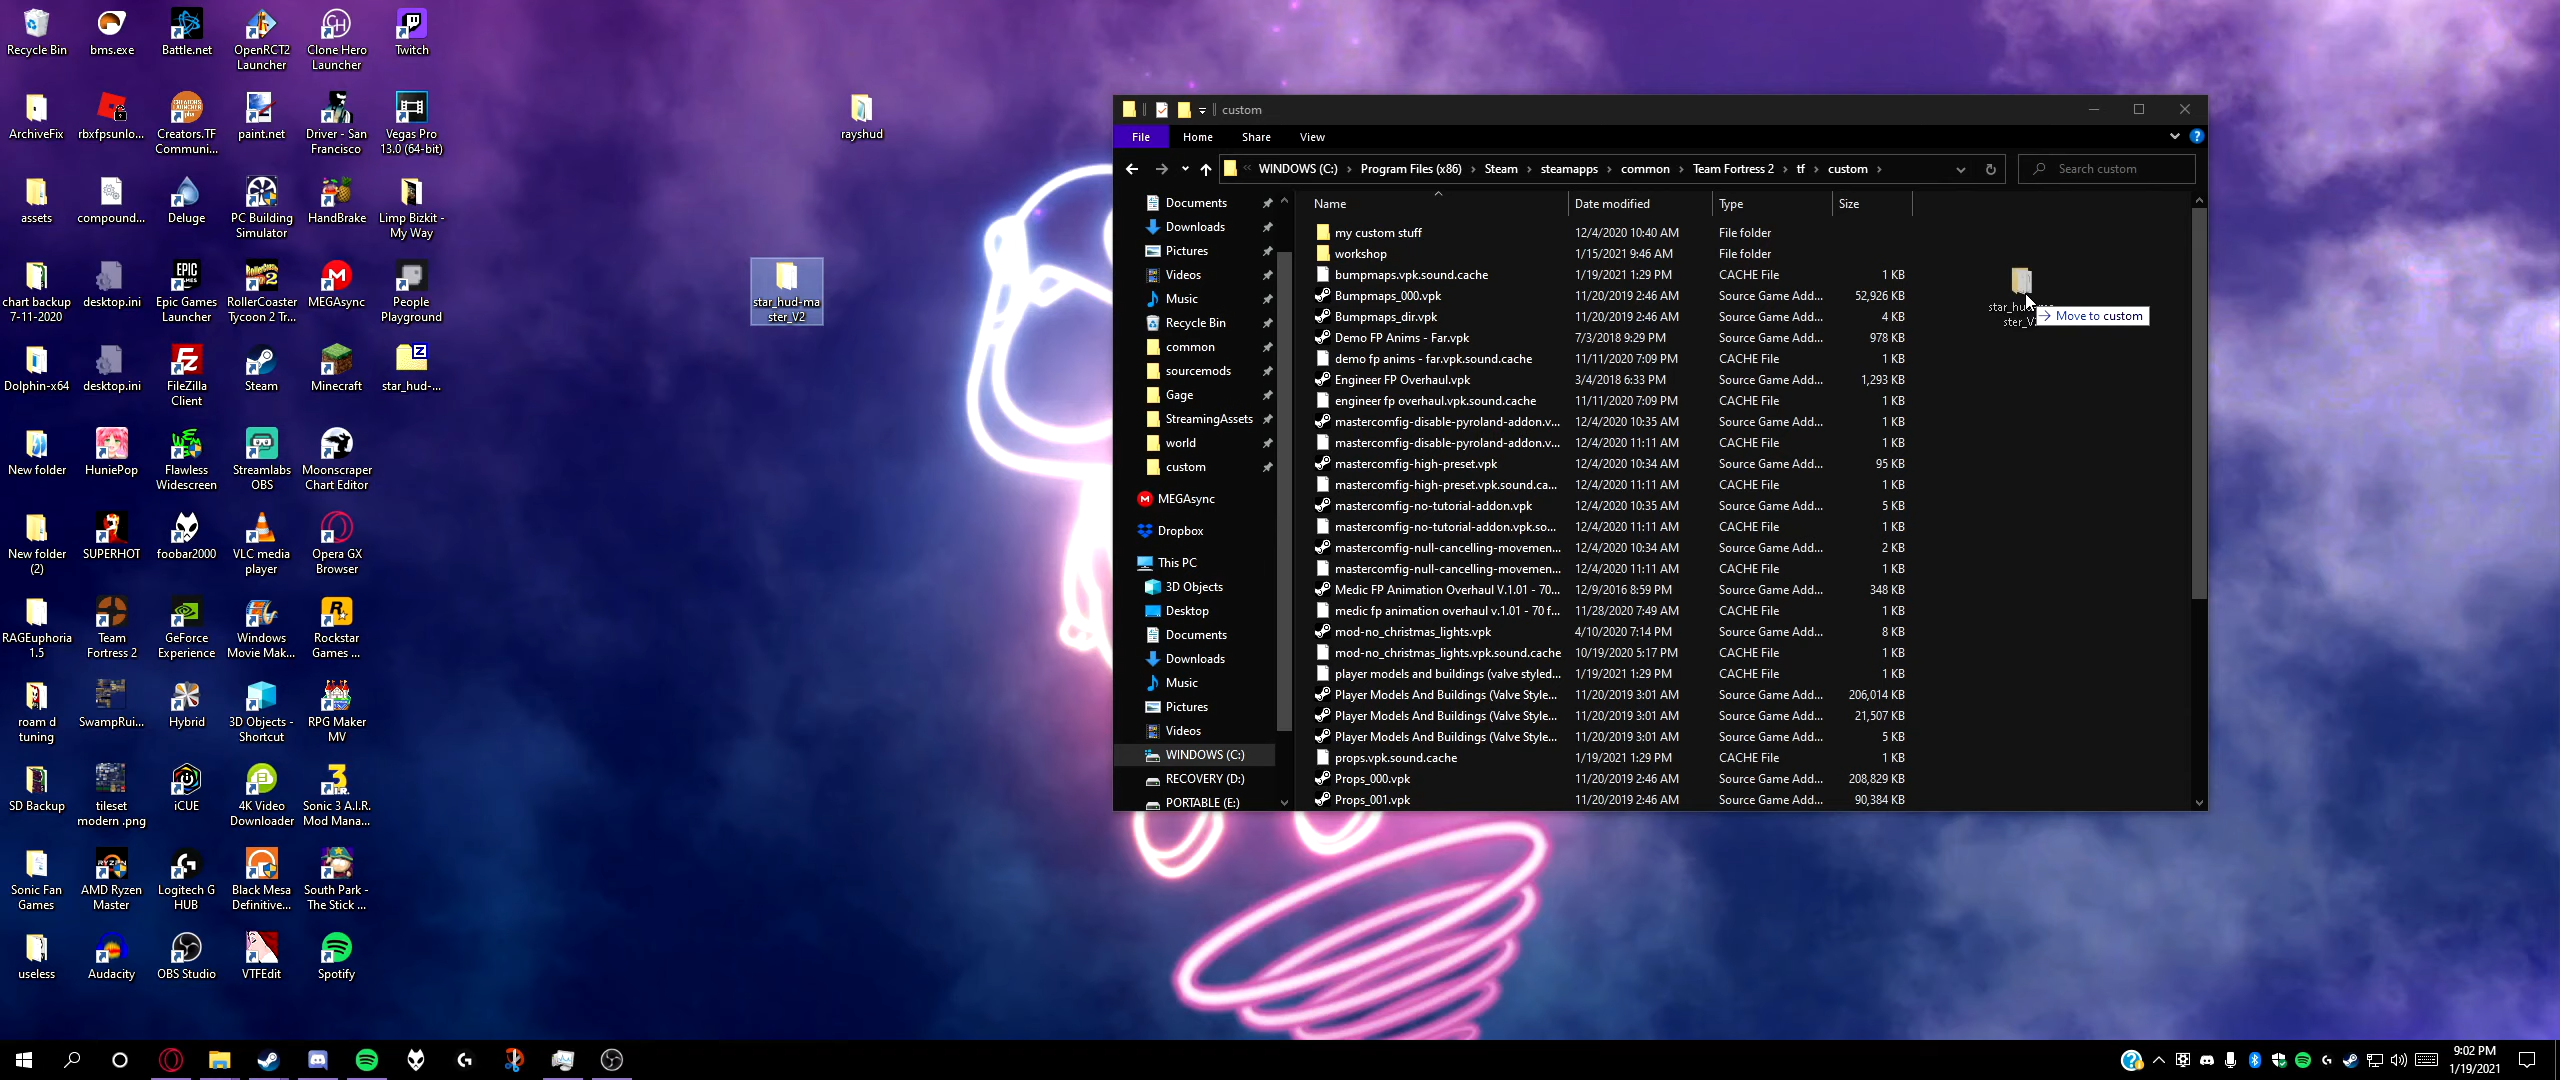 Recycle Bin
bms.exe
Battle.net
OpenRCT2
Launcher
Clone Hero
Launcher
Twitch
ArchiveFix
rbxfpsunlo...
Creators.TF
Communi...
paint.net
Driver - San
Francisco
Vegas Pro
13.0 (64-bit)
assets
compound...
Deluge
PC Building
Simulator
HandBrake
Limp Bizkit -
My Way
chart backup
7-11-2020
desktop.ini
Epic Games
Launcher
RollerCoaster
Tycoon 2 Tr...
MEGAsync
People
Playground
Dolphin-x64
desktop.ini
FileZilla
Client
Steam
Minecraft
star_hud-...
New folder
HuniePop
Flawless
Widescreen
Streamlabs
OBS
Moonscraper
Chart Editor
New folder
(2)
SUPERHOT
foobar2000
VLC media
player
Opera GX
Browser
RAGEuphoria
1.5
Team
Fortress 2
GeForce
Experience
Windows
Movie Mak...
Rockstar
Games ...
roam d
tuning
SwampRui...
Hybrid
3D Objects -
Shortcut
RPG Maker
MV
SD Backup
tileset
modern .png
iCUE
4K Video
Downloader
Sonic 3 A.I.R.
Mod Mana...
Sonic Fan
Games
AMD Ryzen
Master
Logitech G
HUB
Black Mesa
Definitive...
South Park -
The Stick ...
useless
Audacity
OBS Studio
VTFEdit
Spotify
rayshud
star_hud-ma
ster_V2
custom
File Home Share View
WINDOWS (C:) › Program Files (x86) › Steam › steamapps › common › Team Fortress 2 › tf › custom ›
Search custom
Documents
Downloads
Pictures
Videos
Music
Recycle Bin
common
sourcemods
Gage
StreamingAssets
world
custom
MEGAsync
Dropbox
This PC
3D Objects
Desktop
Documents
Downloads
Music
Pictures
Videos
WINDOWS (C:)
RECOVERY (D:)
PORTABLE (E:)
Name Date modified Type Size
my custom stuff 12/4/2020 10:40 AM File folder
workshop 1/15/2021 9:46 AM File folder
bumpmaps.vpk.sound.cache 1/19/2021 1:29 PM CACHE File 1 KB
Bumpmaps_000.vpk 11/20/2019 2:46 AM Source Game Add... 52,926 KB
Bumpmaps_dir.vpk 11/20/2019 2:46 AM Source Game Add... 4 KB
Demo FP Anims - Far.vpk 7/3/2018 9:29 PM Source Game Add... 978 KB
demo fp anims - far.vpk.sound.cache 11/11/2020 7:09 PM CACHE File 1 KB
Engineer FP Overhaul.vpk 3/4/2018 6:33 PM Source Game Add... 1,293 KB
engineer fp overhaul.vpk.sound.cache 11/11/2020 7:09 PM CACHE File 1 KB
mastercomfig-disable-pyroland-addon.v... 12/4/2020 10:35 AM Source Game Add... 1 KB
mastercomfig-disable-pyroland-addon.v... 12/4/2020 11:11 AM CACHE File 1 KB
mastercomfig-high-preset.vpk 12/4/2020 10:34 AM Source Game Add... 95 KB
mastercomfig-high-preset.vpk.sound.ca... 12/4/2020 11:11 AM CACHE File 1 KB
mastercomfig-no-tutorial-addon.vpk 12/4/2020 10:35 AM Source Game Add... 5 KB
mastercomfig-no-tutorial-addon.vpk.so... 12/4/2020 11:11 AM CACHE File 1 KB
mastercomfig-null-cancelling-movemen... 12/4/2020 10:34 AM Source Game Add... 2 KB
mastercomfig-null-cancelling-movemen... 12/4/2020 11:11 AM CACHE File 1 KB
Medic FP Animation Overhaul V.1.01 - 70... 12/9/2016 8:59 PM Source Game Add... 348 KB
medic fp animation overhaul v.1.01 - 70 f... 11/28/2020 7:49 AM CACHE File 1 KB
mod-no_christmas_lights.vpk 4/10/2020 7:14 PM Source Game Add... 8 KB
mod-no_christmas_lights.vpk.sound.cache 10/19/2020 5:17 PM CACHE File 1 KB
player models and buildings (valve styled... 1/19/2021 1:29 PM CACHE File 1 KB
Player Models And Buildings (Valve Style... 11/20/2019 3:01 AM Source Game Add... 206,014 KB
Player Models And Buildings (Valve Style... 11/20/2019 3:01 AM Source Game Add... 21,507 KB
Player Models And Buildings (Valve Style... 11/20/2019 3:01 AM Source Game Add... 5 KB
props.vpk.sound.cache 1/19/2021 1:29 PM CACHE File 1 KB
Props_000.vpk 11/20/2019 2:46 AM Source Game Add... 208,829 KB
Props_001.vpk 11/20/2019 2:46 AM Source Game Add... 90,384 KB
Move to custom
9:02 PM
1/19/2021